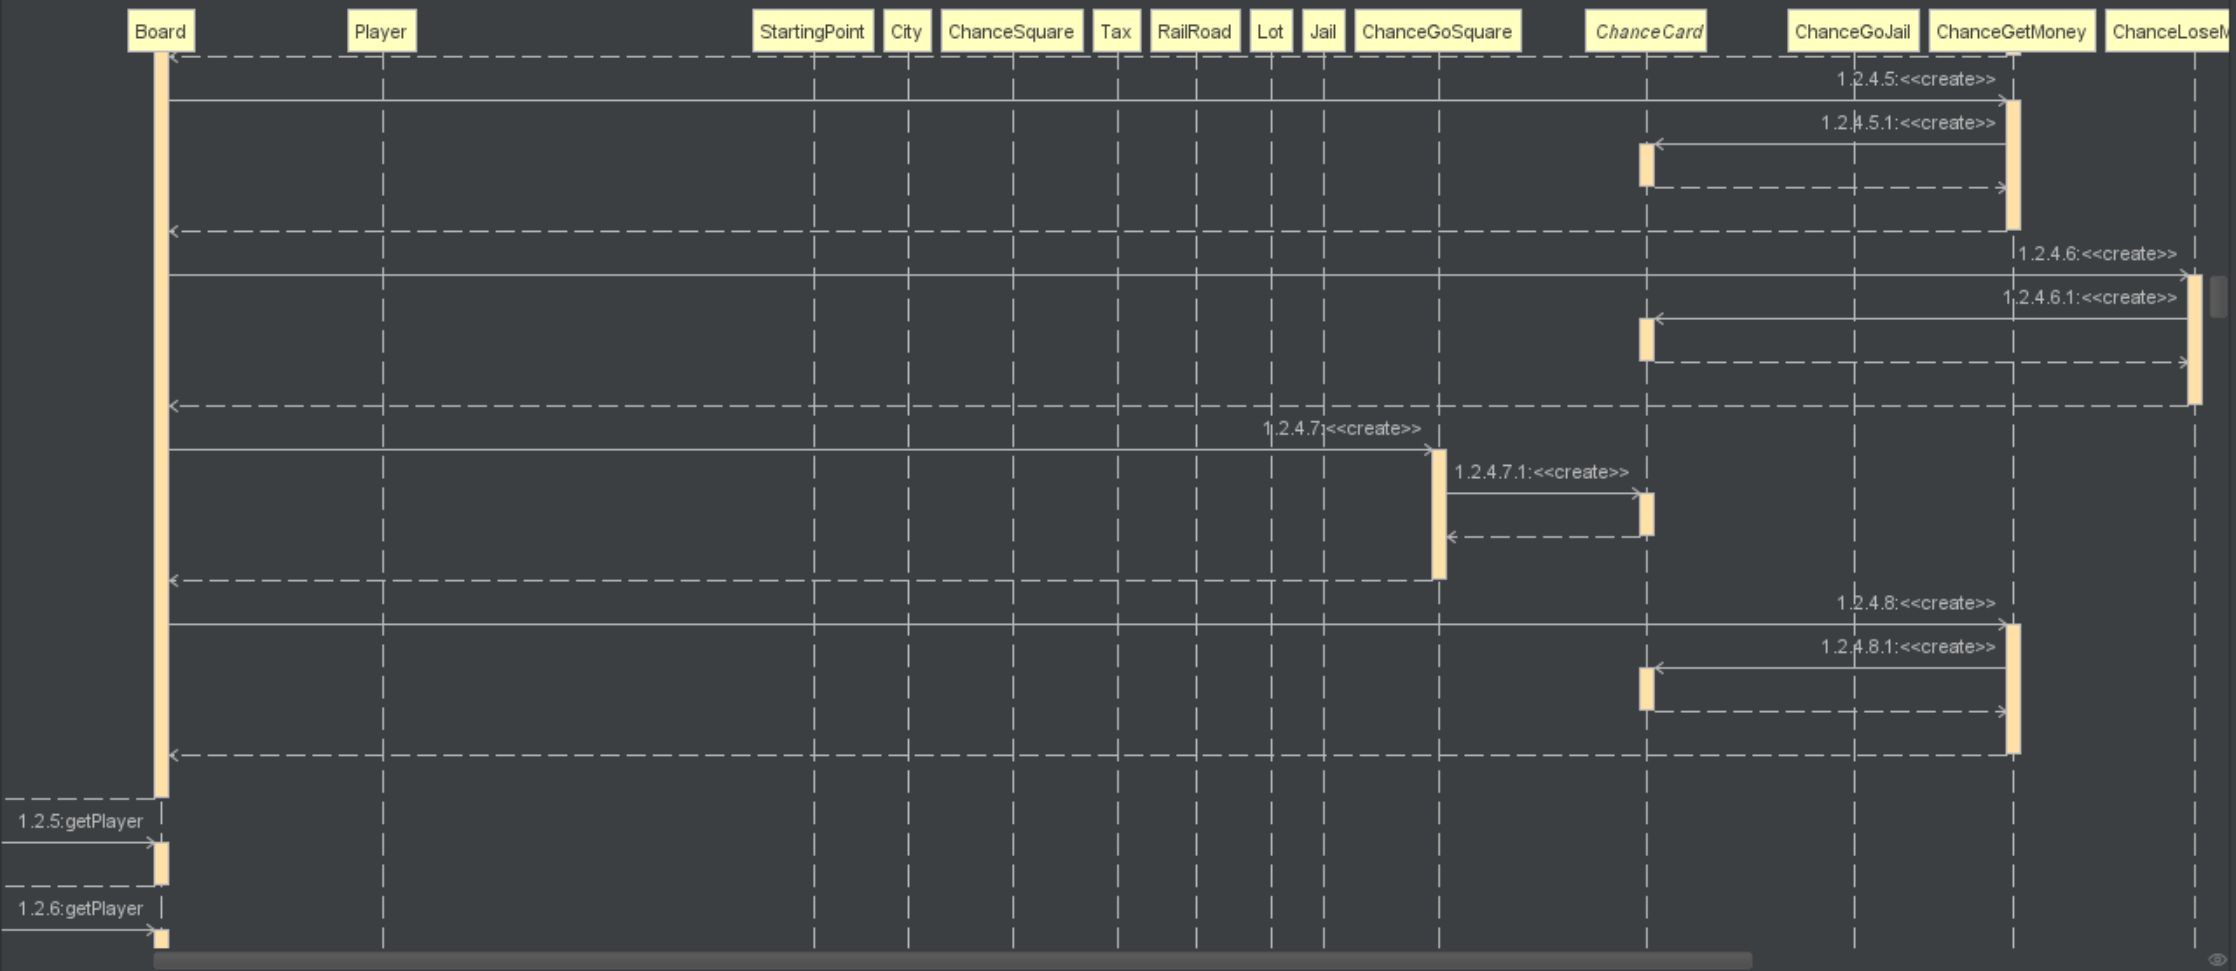 Board Player StartingPoint City ChanceSquare Tax RailRoad Lot Jail ChanceGoSquare ChanceCard ChanceGoJail ChanceGetMoney ChanceLoseM
1.2.4.5:<<create>>
1.2.4.5.1:<<create>>
1.2.4.6:<<create>>
1.2.4.6.1:<<create>>
1.2.4.7:<<create>>
1.2.4.7.1:<<create>>
1.2.4.8:<<create>>
1.2.4.8.1:<<create>>
1.2.5:getPlayer
1.2.6:getPlayer